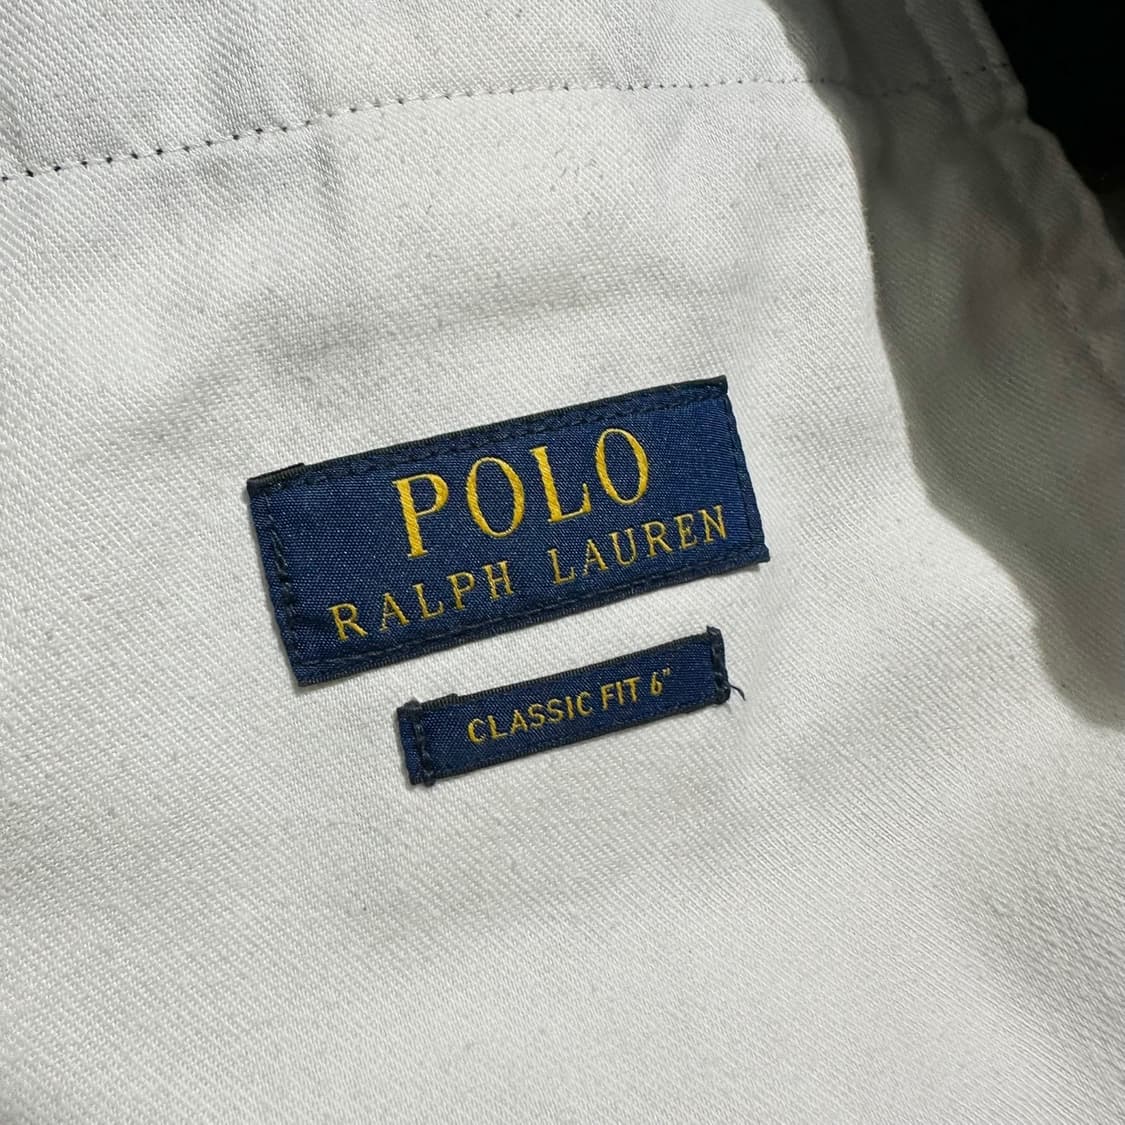 POLO
RALPH LAUREN
CLASSIC FIT 6"